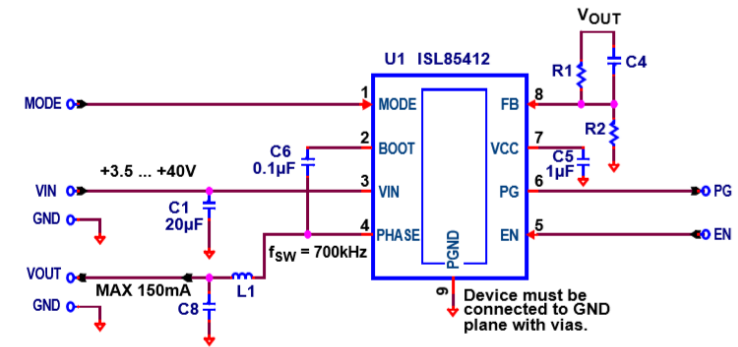 VOUT
U1 ISL85412
R1
C4
MODE
1
MODE
FB
8
R2
2
BOOT
VCC
7
C6
0.1µF
C5
1µF
+3.5 ... +40V
VIN
3
VIN
PG
6
PG
C1
20µF
GND
4
PHASE
EN
5
EN
fSW = 700kHz
PGND
VOUT
MAX 150mA
L1
9
Device must be
connected to GND
plane with vias.
GND
C8